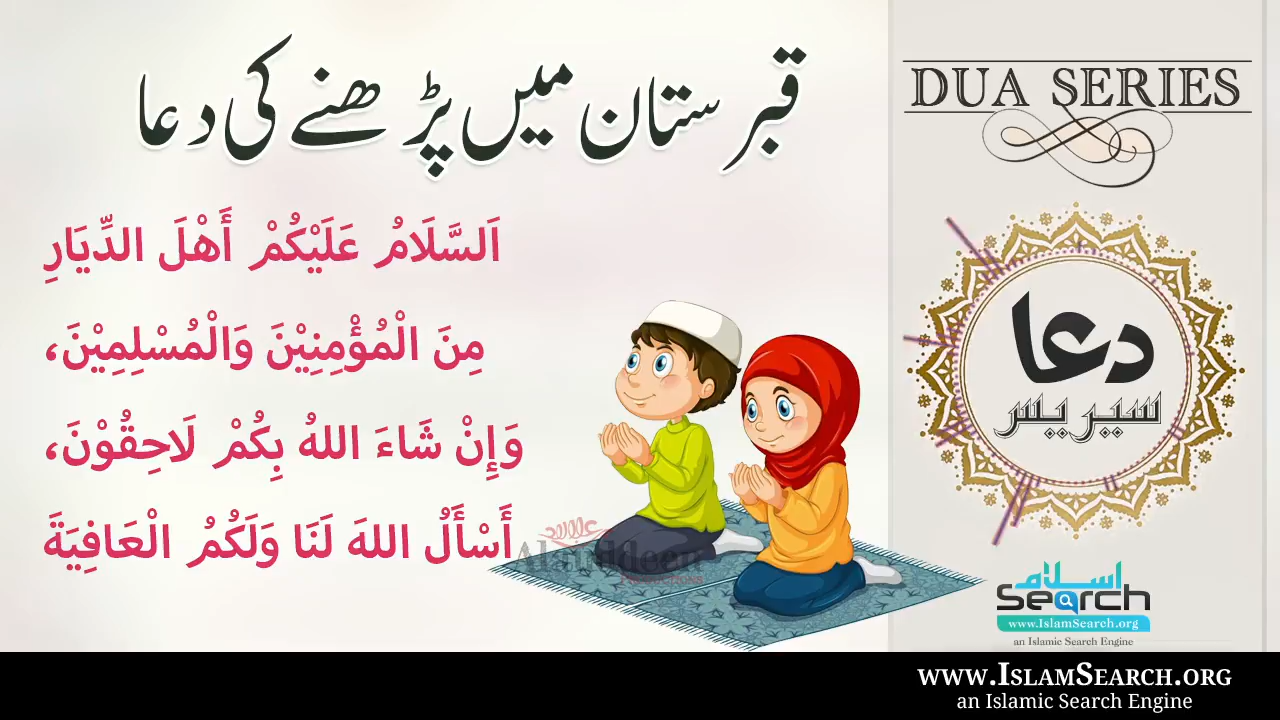 قبرستان میں پڑھنے کی دعا
اَلسَّلَامُ عَلَيْكُمْ أَهْلَ الدِّيَارِ
مِنَ الْمُؤْمِنِيْنَ وَالْمُسْلِمِيْنَ،
وَإِنْ شَاءَ اللهُ بِكُمْ لَاحِقُوْنَ،
أَسْأَلُ اللهَ لَنَا وَلَكُمُ الْعَافِيَةَ
DUA SERIES
دعا
سیریس
اسلام
Search
www.IslamSearch.org
an Islamic Search Engine
Productions
www.IslamSearch.org
an Islamic Search Engine